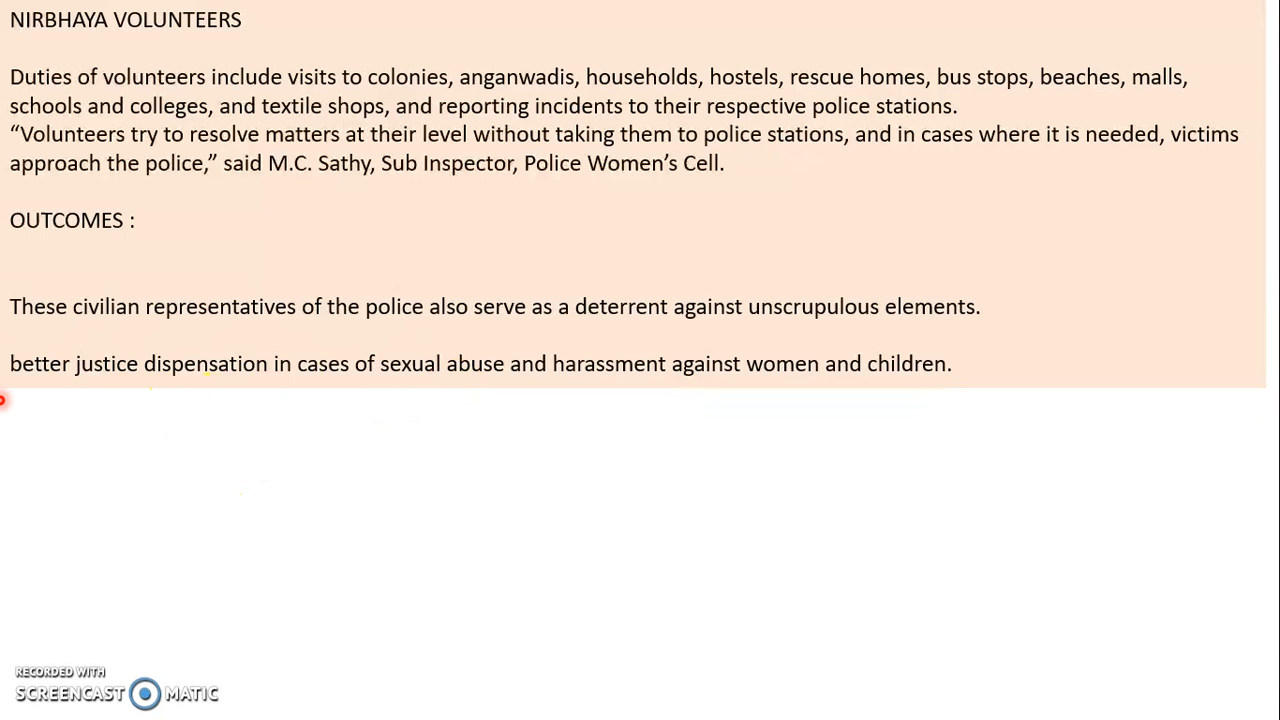 NIRBHAYA VOLUNTEERS
Duties of volunteers include visits to colonies, anganwadis, households, hostels, rescue homes, bus stops, beaches, malls,
schools and colleges, and textile shops, and reporting incidents to their respective police stations.
“Volunteers try to resolve matters at their level without taking them to police stations, and in cases where it is needed, victims
approach the police,” said M.C. Sathy, Sub Inspector, Police Women’s Cell.
OUTCOMES :
These civilian representatives of the police also serve as a deterrent against unscrupulous elements.
better justice dispensation in cases of sexual abuse and harassment against women and children.
RECORDED WITH
SCREENCAST MATIC